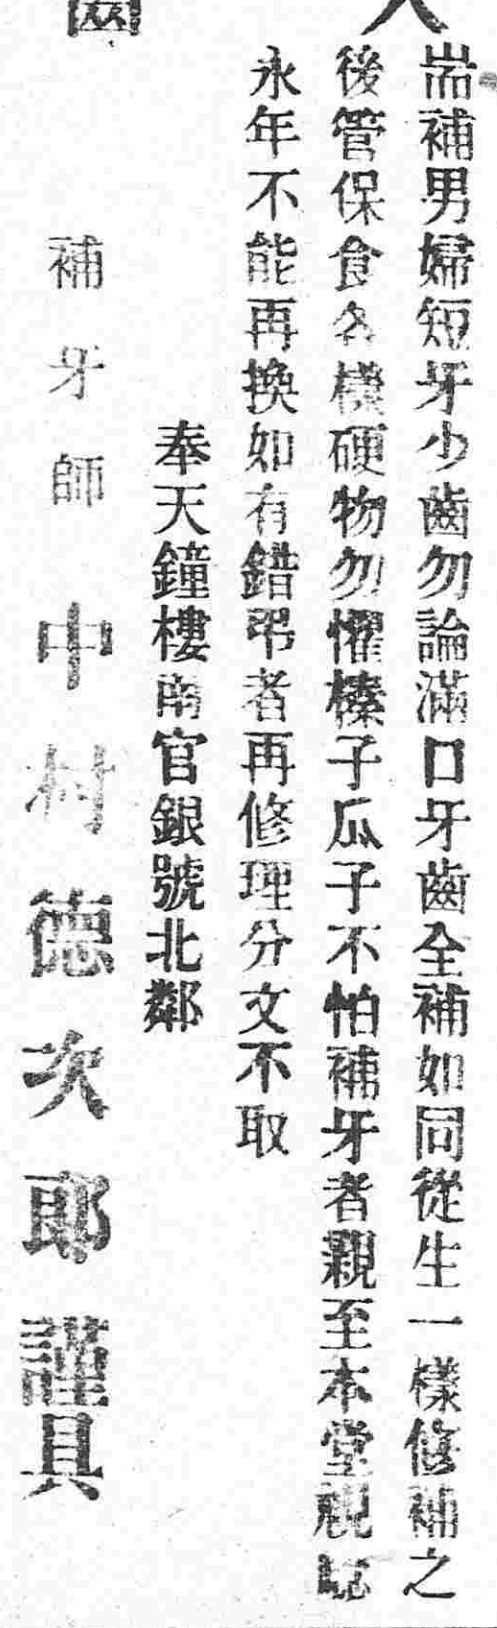 耑補男婦短牙少齒勿論滿口牙齒全補如同從生一樣修補之
後管保食各樣硬物勿懼榛子瓜子不怕補牙者親至本堂親
永年不能再換如有錯弔者再修理分文不取
奉天鐘樓南官銀號北鄰
補牙師 中村德次郎謹具